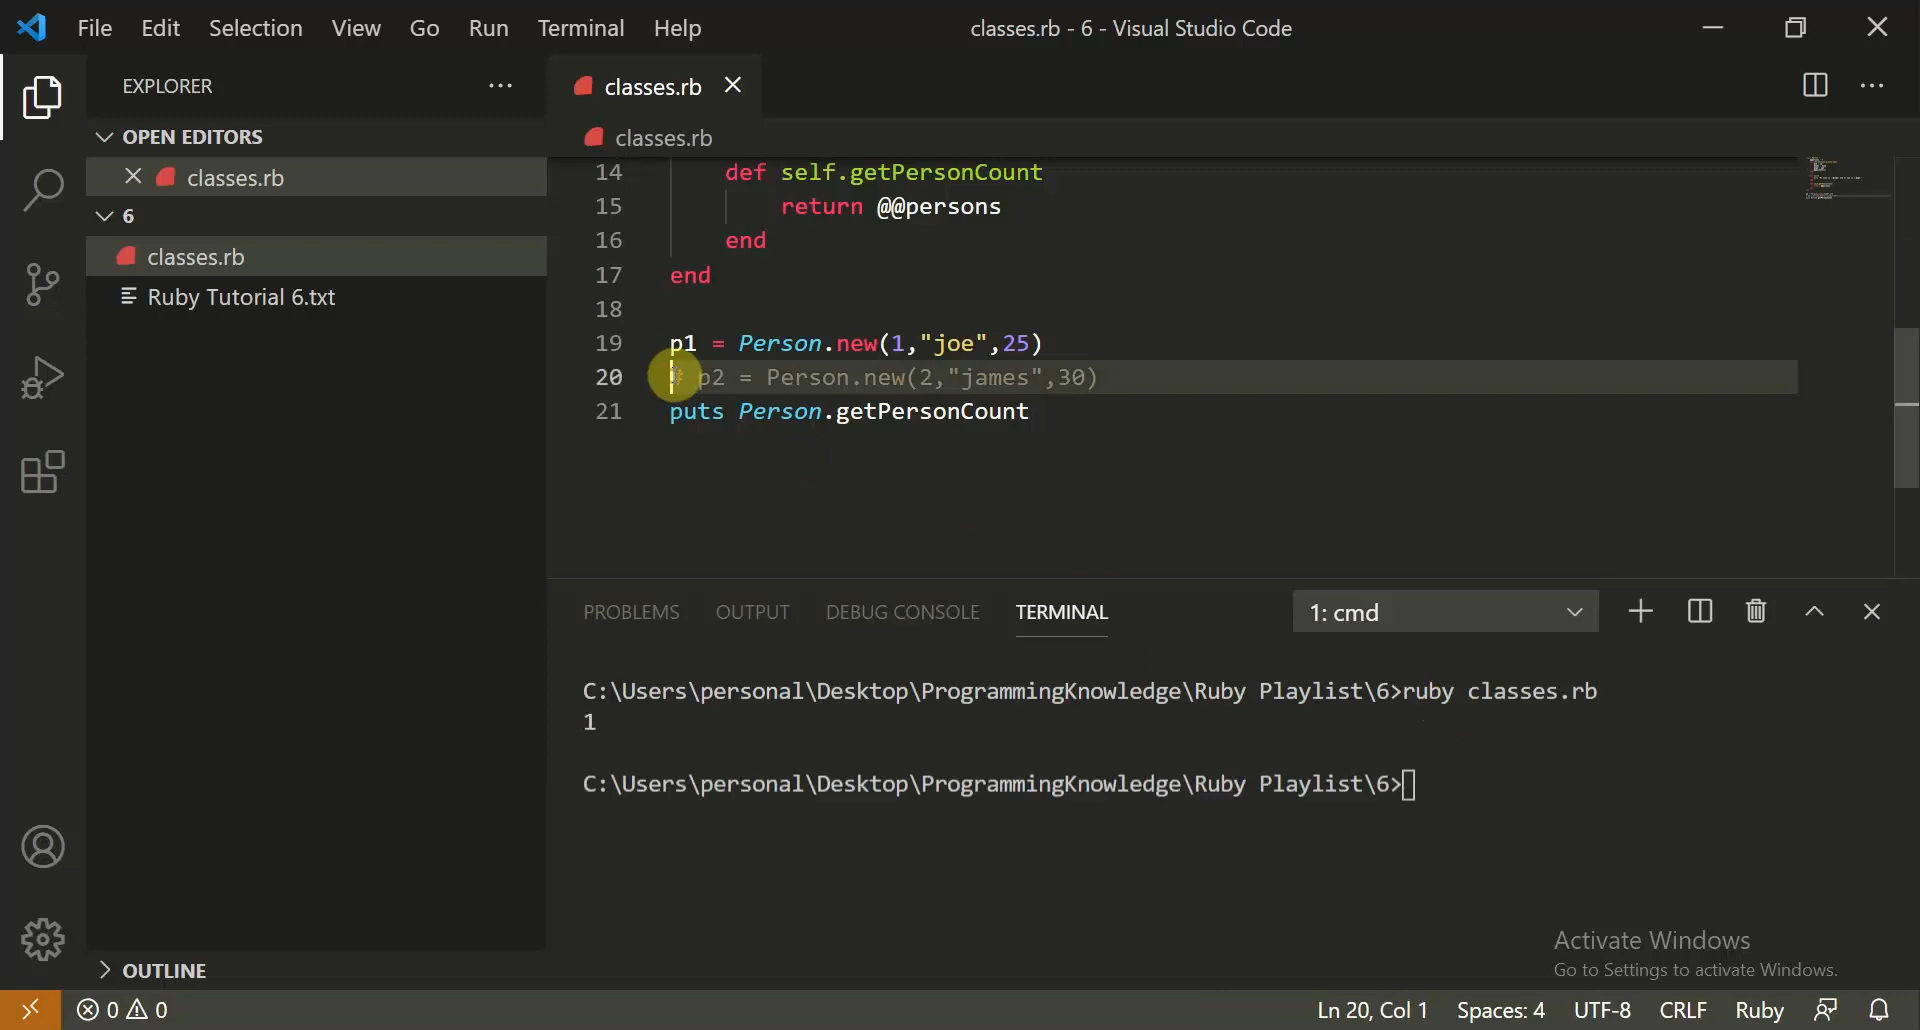 File Edit Selection View Go Run Terminal Help
classes.rb - 6 - Visual Studio Code
EXPLORER
OPEN EDITORS
classes.rb
6
classes.rb
Ruby Tutorial 6.txt
OUTLINE
classes.rb
classes.rb
14 def self.getPersonCount
15 return @@persons
16 end
17 end
18
19 p1 = Person.new(1,"joe",25)
20 # p2 = Person.new(2,"james",30)
21 puts Person.getPersonCount
PROBLEMS OUTPUT DEBUG CONSOLE TERMINAL
1: cmd
C:\Users\personal\Desktop\ProgrammingKnowledge\Ruby Playlist\6>ruby classes.rb
1
C:\Users\personal\Desktop\ProgrammingKnowledge\Ruby Playlist\6>
Activate Windows
Go to Settings to activate Windows.
0 0
Ln 20, Col 1 Spaces: 4 UTF-8 CRLF Ruby